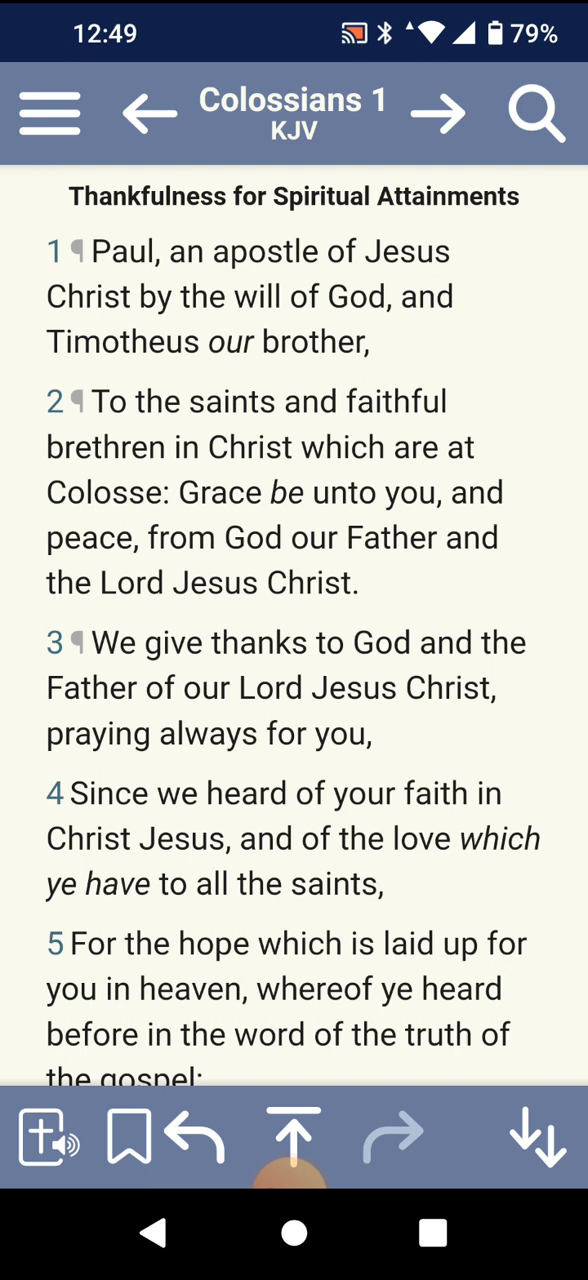 12:49
79%
Colossians 1
KJV
Thankfulness for Spiritual Attainments
1 ¶ Paul, an apostle of Jesus
Christ by the will of God, and
Timotheus our brother,
2 ¶ To the saints and faithful
brethren in Christ which are at
Colosse: Grace be unto you, and
peace, from God our Father and
the Lord Jesus Christ.
3 ¶ We give thanks to God and the
Father of our Lord Jesus Christ,
praying always for you,
4 Since we heard of your faith in
Christ Jesus, and of the love which
ye have to all the saints,
5 For the hope which is laid up for
you in heaven, whereof ye heard
before in the word of the truth of
the gospel: